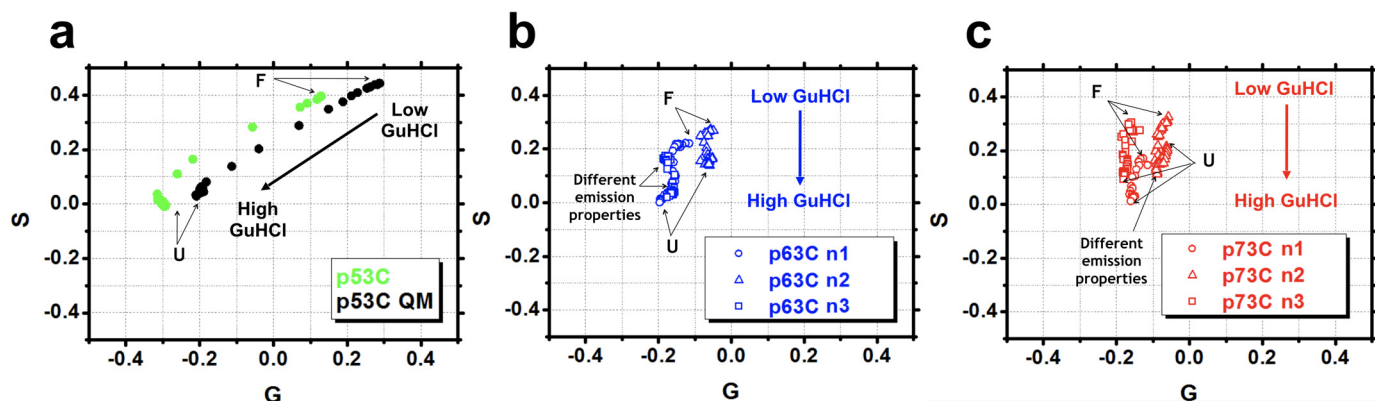 a
S
0.4
0.2
0.0
-0.2
-0.4
F
Low
GuHCl
High
GuHCl
U
p53C
p53C QM
-0.4 -0.2 0.0 0.2 0.4
G
b
S
0.4
0.2
0.0
-0.2
-0.4
F
Low GuHCl
Different
emission
properties
High GuHCl
U
p63C n1
p63C n2
p63C n3
-0.4 -0.2 0.0 0.2 0.4
G
c
S
0.4
0.2
0.0
-0.2
-0.4
F
Low GuHCl
U
High GuHCl
Different
emission
properties
p73C n1
p73C n2
p73C n3
-0.4 -0.2 0.0 0.2 0.4
G